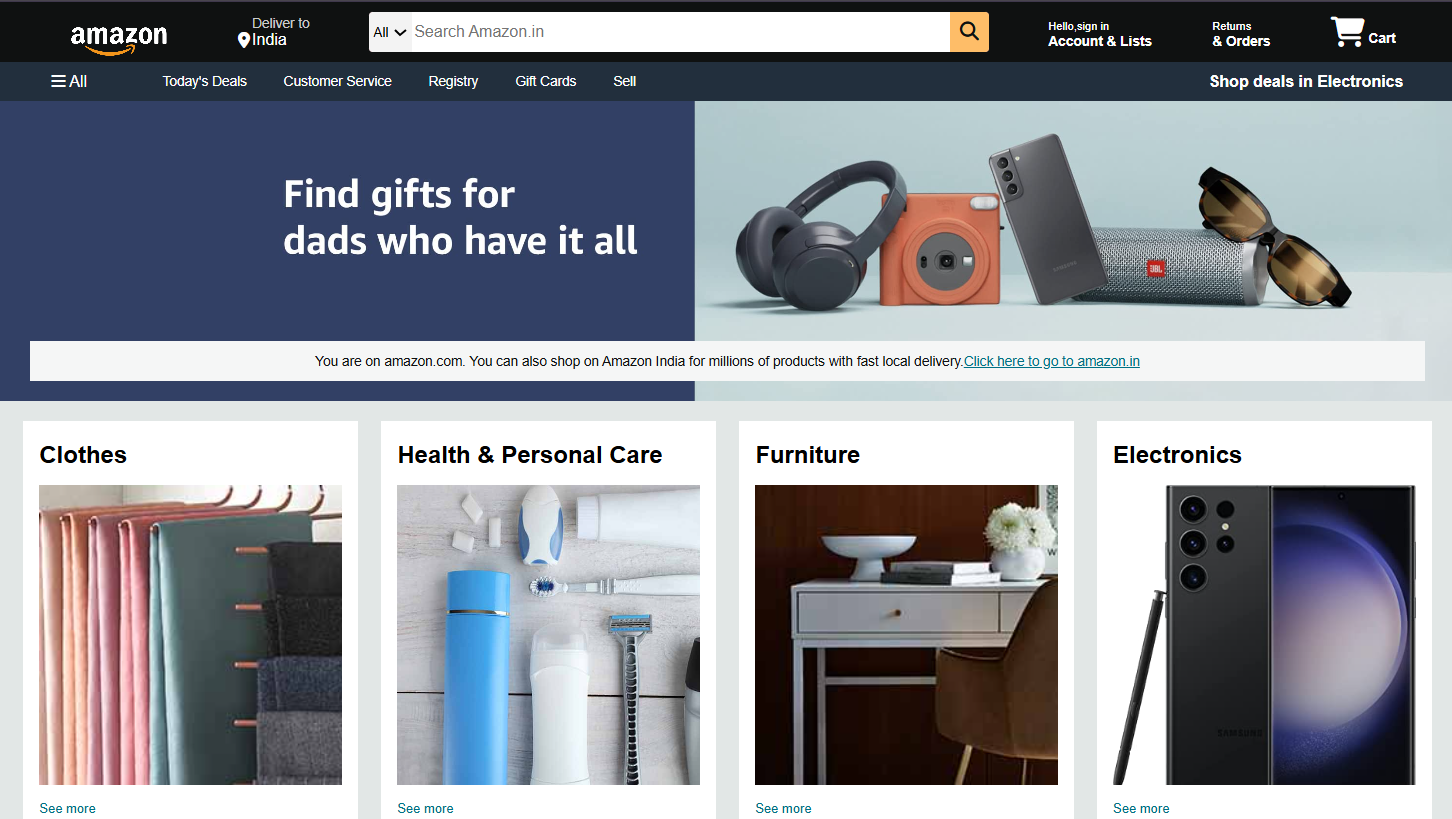 amazon
Deliver to
India
All
Search Amazon.in
Hello,sign in
Account & Lists
Returns
& Orders
Cart
All
Today's Deals
Customer Service
Registry
Gift Cards
Sell
Shop deals in Electronics
Find gifts for
dads who have it all
SAMSUNG
JBL
You are on amazon.com. You can also shop on Amazon India for millions of products with fast local delivery.Click here to go to amazon.in
Clothes
Health & Personal Care
Furniture
Electronics
SAMSUNG
See more
See more
See more
See more